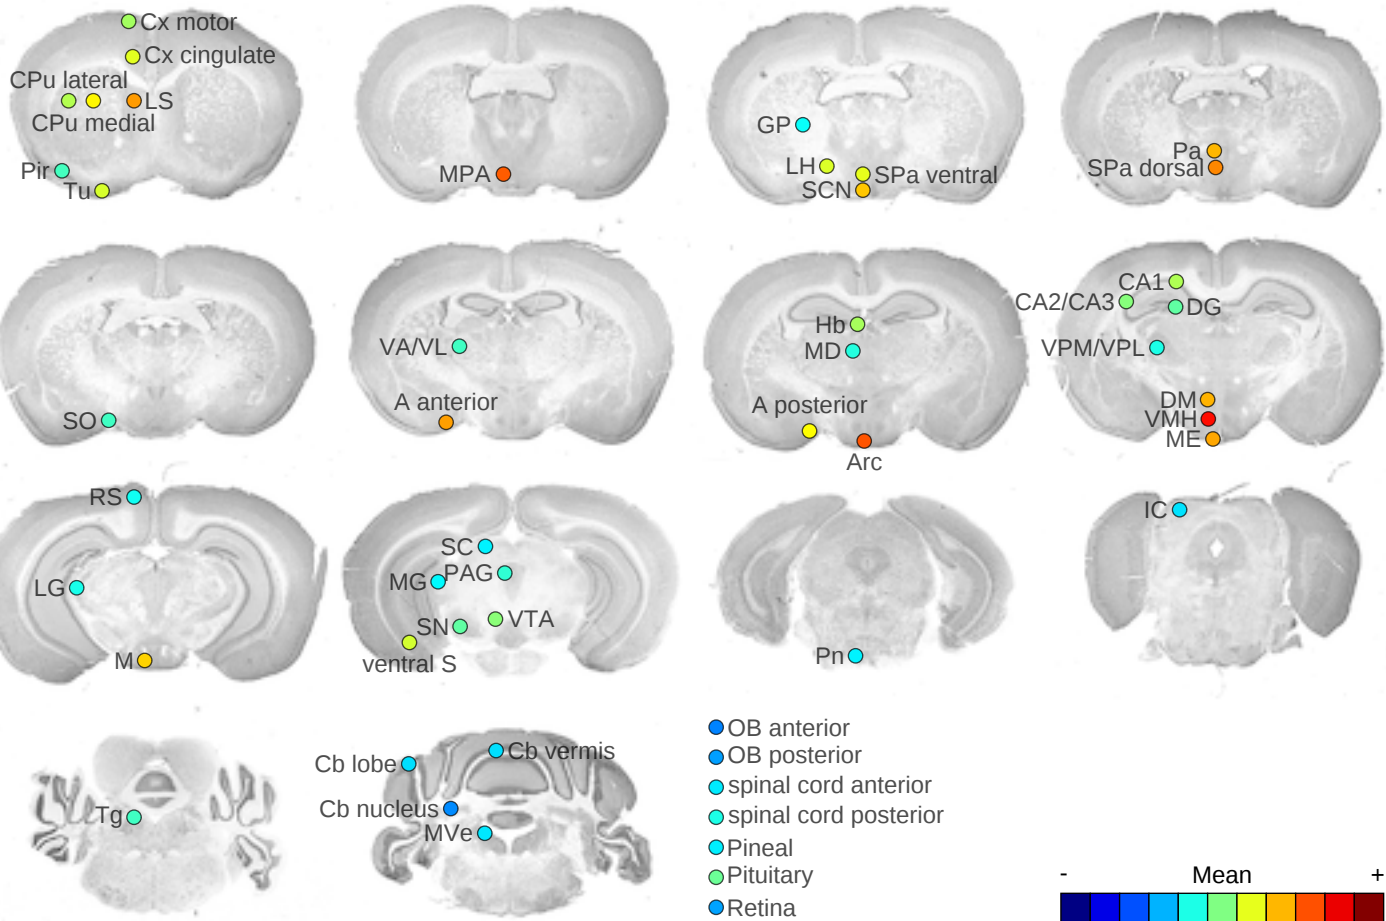 Cx motor
Cx cingulate
CPu lateral
LS
CPu medial
Pir
Tu
MPA
GP
LH
SPa ventral
SCN
Pa
SPa dorsal
SO
VA/VL
A anterior
Hb
MD
A posterior
Arc
CA1
CA2/CA3
DG
VPM/VPL
DM
VMH
ME
RS
LG
M
SC
MG
PAG
SN
VTA
ventral S
Pn
IC
Tg
Cb lobe
Cb vermis
Cb nucleus
MVe
OB anterior
OB posterior
spinal cord anterior
spinal cord posterior
Pineal
Pituitary
Retina
- Mean +